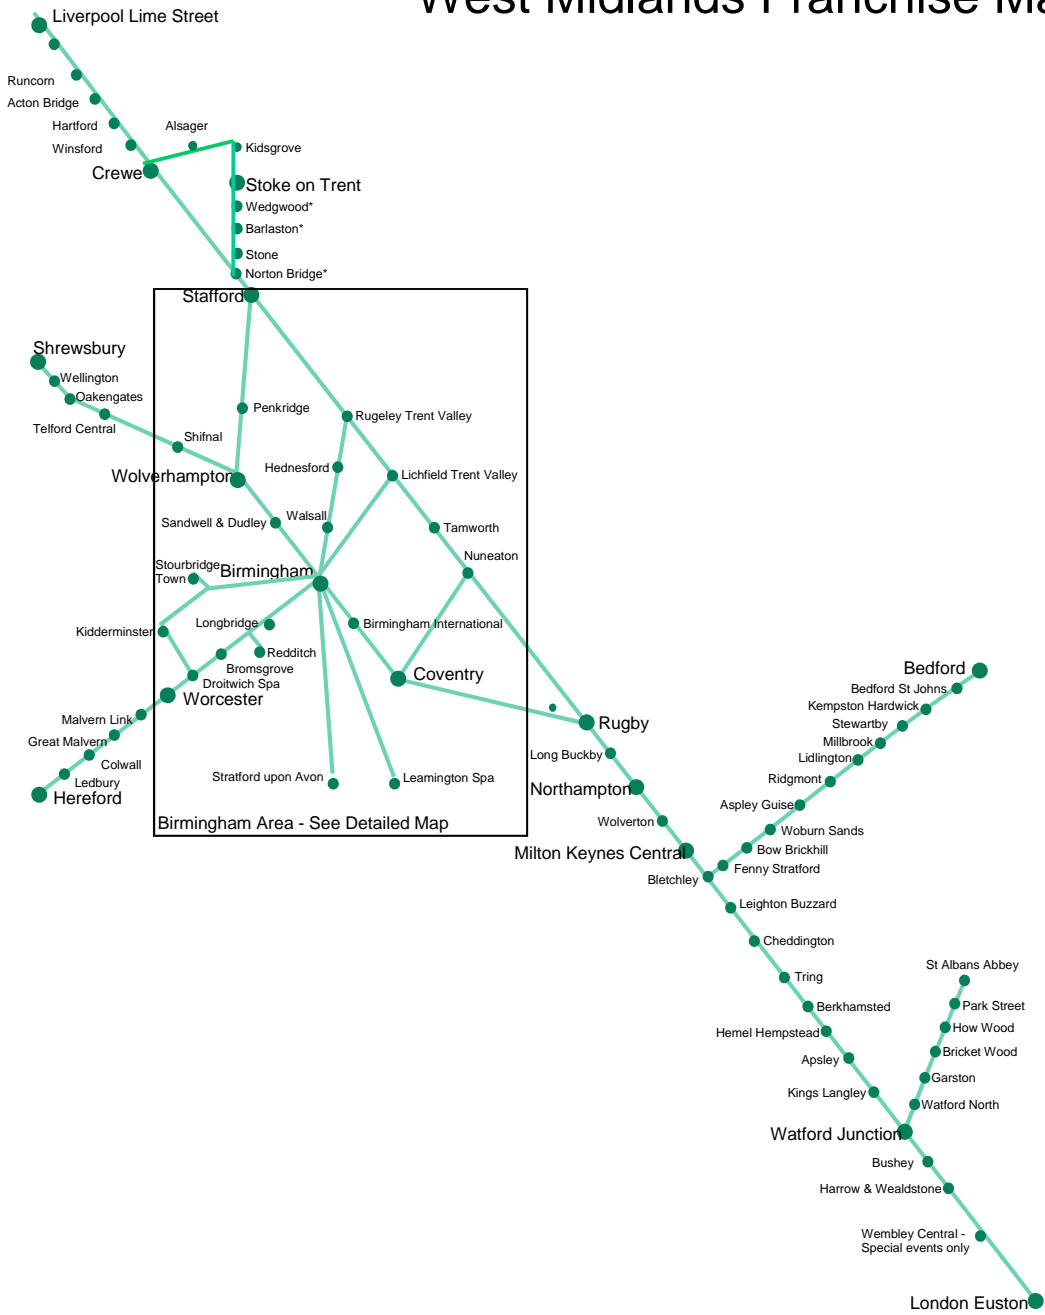 West Midlands Franchise Ma
Liverpool Lime Street
Runcorn
Acton Bridge
Hartford
Winsford
Alsager
Kidsgrove
Crewe
Stoke on Trent
Wedgwood*
Barlaston*
Stone
Norton Bridge*
Stafford
Shrewsbury
Wellington
Oakengates
Telford Central
Shifnal
Penkridge
Rugeley Trent Valley
Wolverhampton
Hednesford
Lichfield Trent Valley
Sandwell & Dudley
Walsall
Tamworth
Nuneaton
Stourbridge
Town
Birmingham
Kidderminster
Longbridge
Birmingham International
Redditch
Bromsgrove
Droitwich Spa
Coventry
Worcester
Malvern Link
Great Malvern
Colwall
Ledbury
Hereford
Stratford upon Avon
Leamington Spa
Birmingham Area - See Detailed Map
Rugby
Long Buckby
Northampton
Wolverton
Milton Keynes Central
Bletchley
Bedford
Bedford St Johns
Kempston Hardwick
Stewartby
Millbrook
Lidlington
Ridgmont
Aspley Guise
Woburn Sands
Bow Brickhill
Fenny Stratford
Leighton Buzzard
Cheddington
Tring
Berkhamsted
Hemel Hempstead
Apsley
Kings Langley
St Albans Abbey
Park Street
How Wood
Bricket Wood
Garston
Watford North
Watford Junction
Bushey
Harrow & Wealdstone
Wembley Central -
Special events only
London Euston